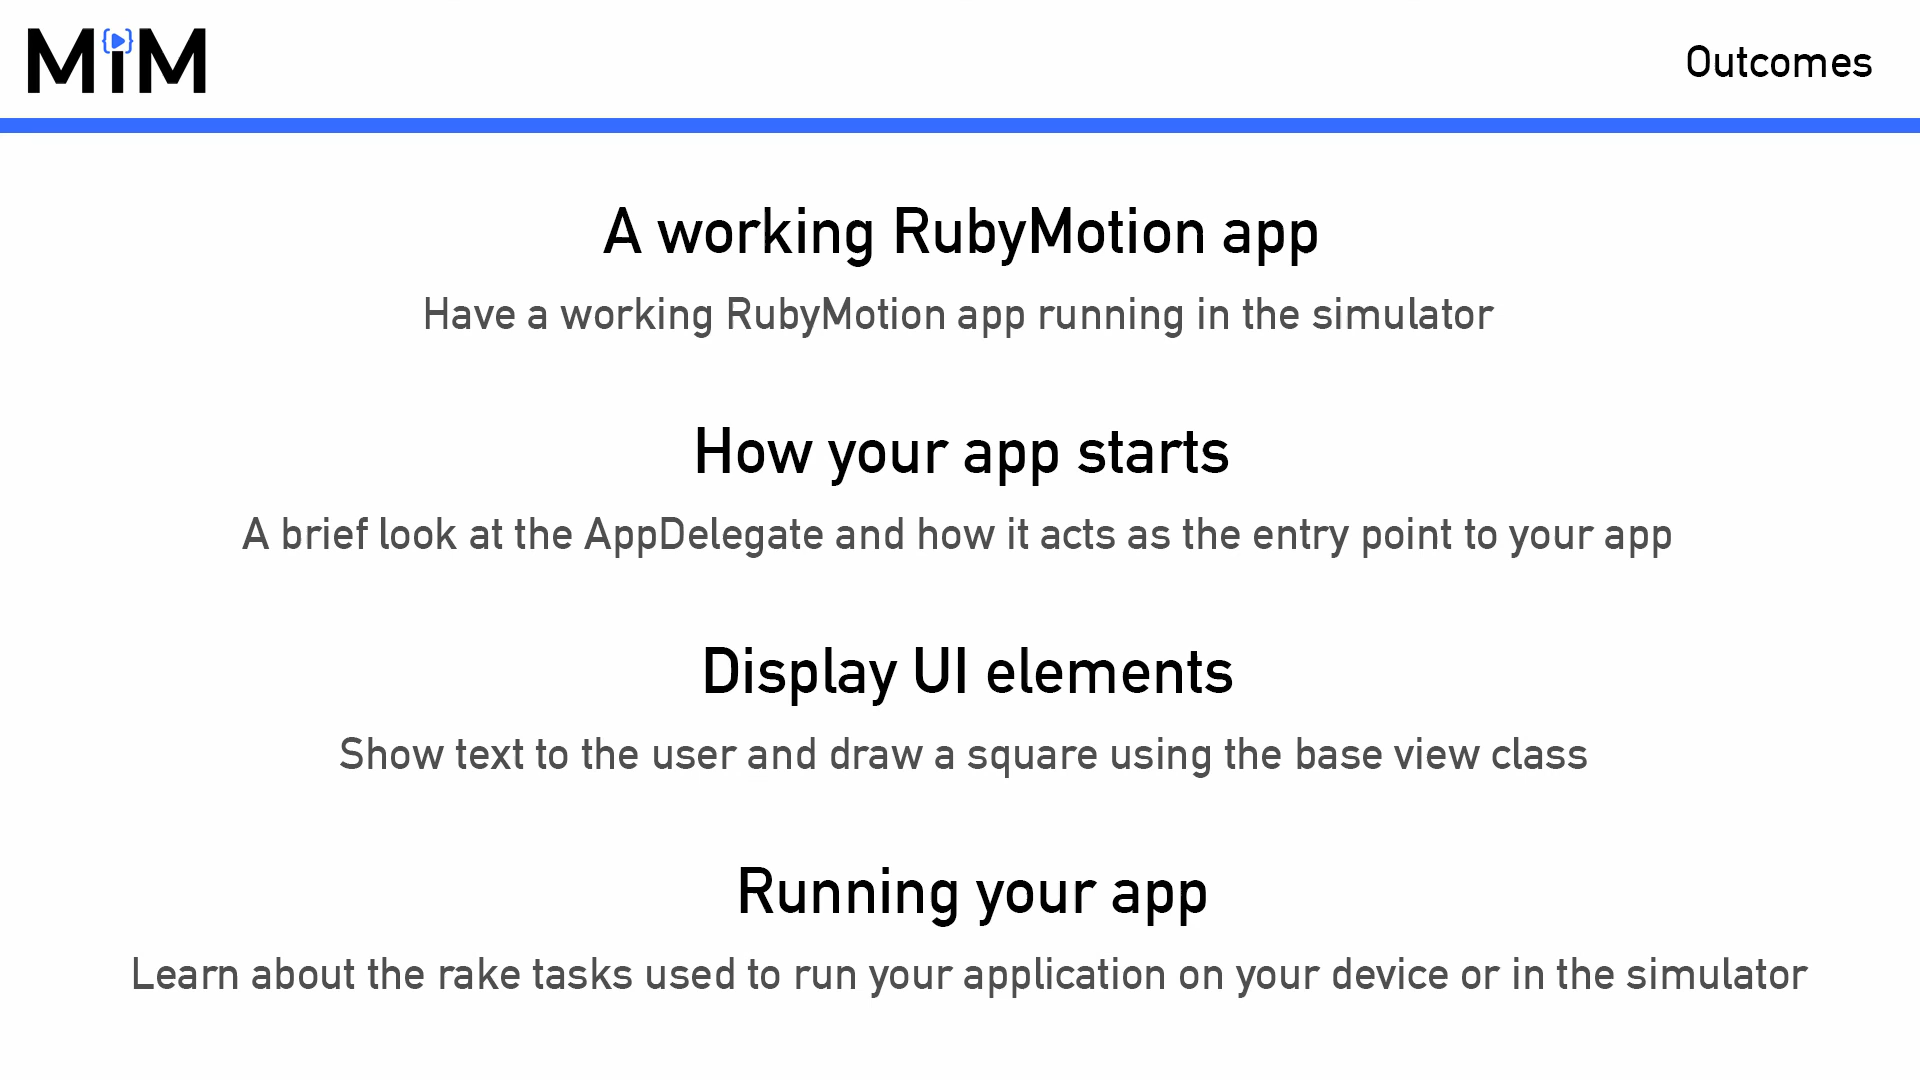 MiM
Outcomes
A working RubyMotion app
Have a working RubyMotion app running in the simulator
How your app starts
A brief look at the AppDelegate and how it acts as the entry point to your app
Display UI elements
Show text to the user and draw a square using the base view class
Running your app
Learn about the rake tasks used to run your application on your device or in the simulator